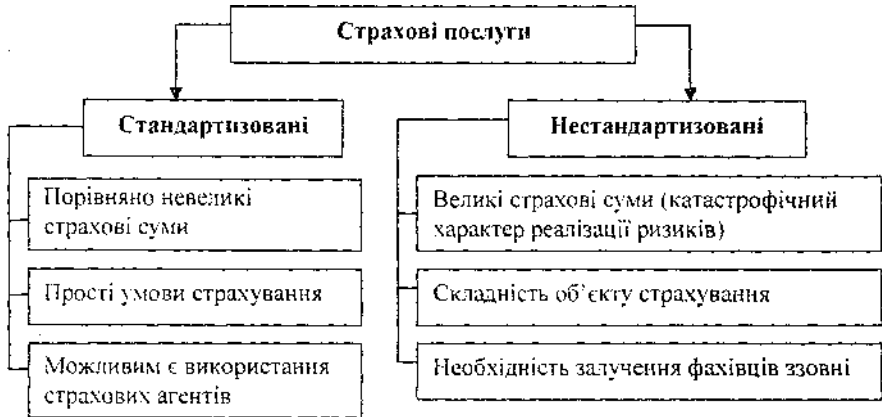 Страхові послуги
Стандартизовані
Нестандартизовані
Порівняно невеликі
страхові суми
Прості умови страхування
Можливим є використання
страхових агентів
Великі страхові суми (катастрофічний
характер реалізації ризиків)
Складність об’єкту страхування
Необхідність залучення фахівців ззовні